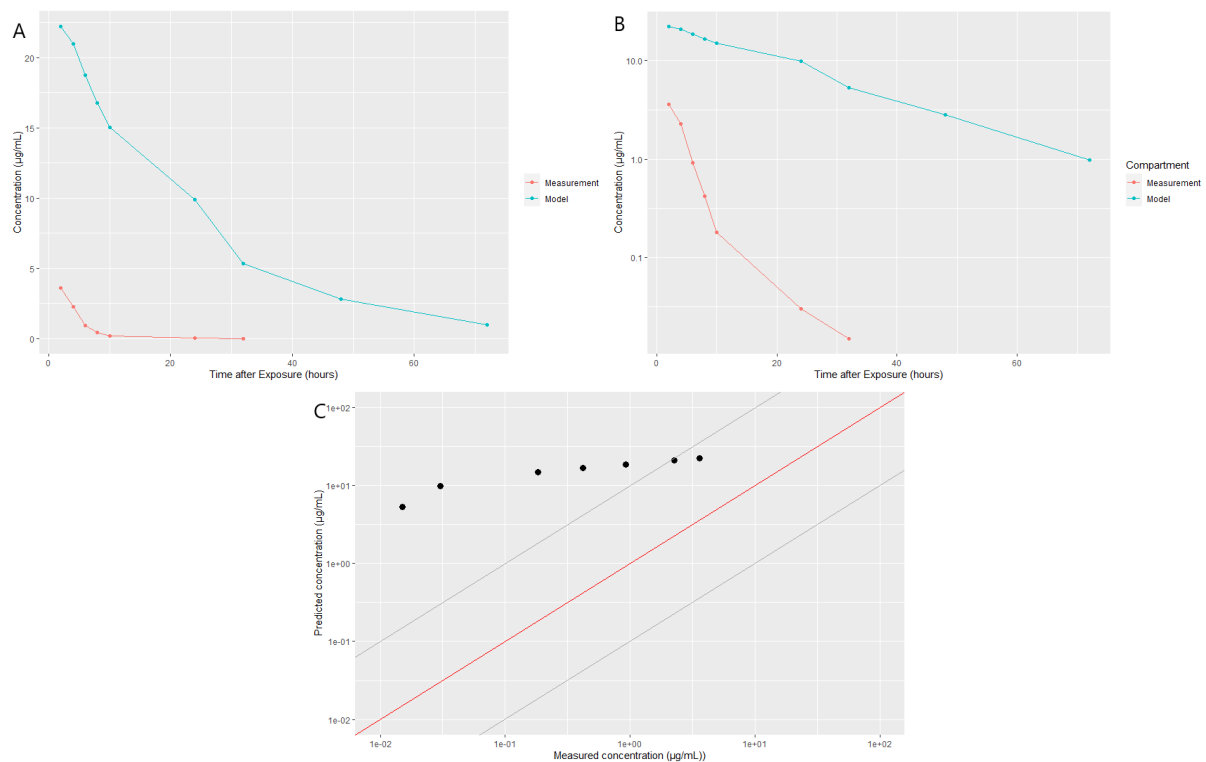 A
Concentration (µg/mL)
20
15
10
5
0
0
20
40
60
Time after Exposure (hours)
Measurement
Model
B
Concentration (µg/mL)
10.0
1.0
0.1
0
20
40
60
Time after Exposure (hours)
Compartment
Measurement
Model
C
Predicted concentration (µg/mL)
1e+02
1e+01
1e+00
1e-01
1e-02
1e-02
1e-01
1e+00
1e+01
1e+02
Measured concentration (µg/mL))